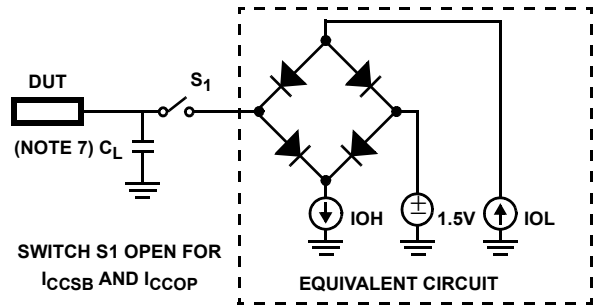 DUT
S1
(NOTE 7) CL
IOH
1.5V
IOL
SWITCH S1 OPEN FOR
ICCSB AND ICCOP
EQUIVALENT CIRCUIT